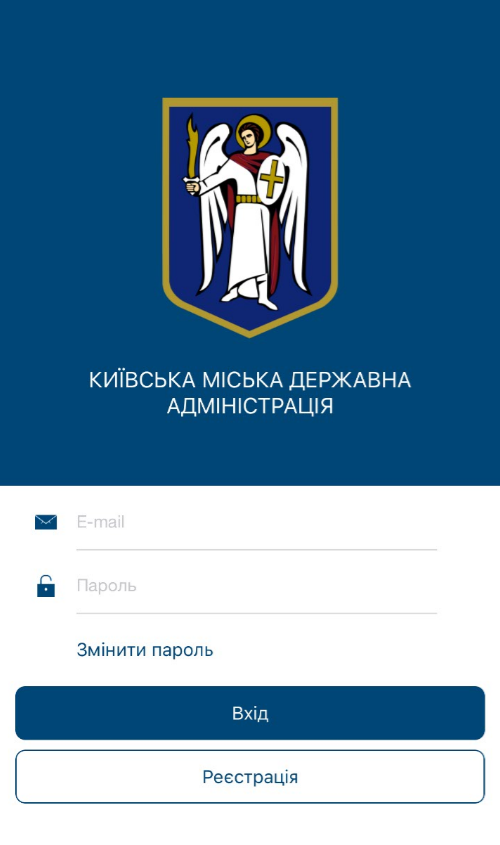 КИЇВСЬКА МІСЬКА ДЕРЖАВНА
АДМІНІСТРАЦІЯ
E-mail
Пароль
Змінити пароль
Вхід
Реєстрація